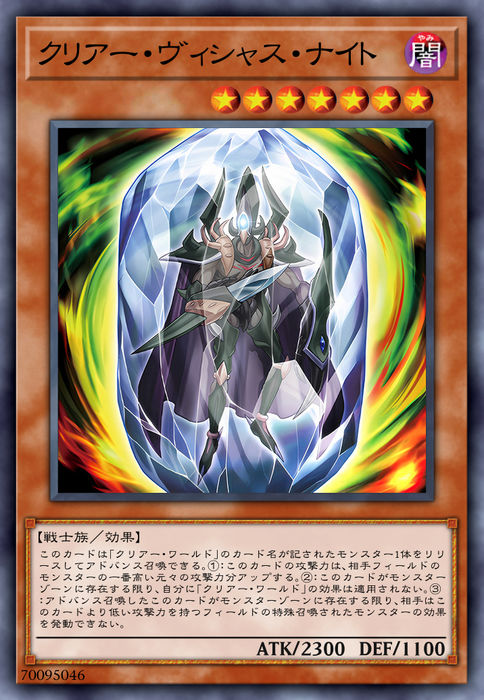 クリアー・ヴィシャス・ナイト
やみ
闇
【戦士族／効果】
このカードは「クリアー・ワールド」のカード名が記されたモンスター1体をリリ
ースしてアドバンス召喚できる。①:このカードの攻撃力は、相手フィールドの
モンスターの一番高い元々の攻撃力分アップする。②:このカードがモンスター
ゾーンに存在する限り、自分に「クリアー・ワールド」の効果は適用されない。③
:アドバンス召喚したこのカードがモンスターゾーンに存在する限り、相手はこ
のカードより低い攻撃力を持つフィールドの特殊召喚されたモンスターの効果
を発動できない。
ATK/2300 DEF/1100
70095046